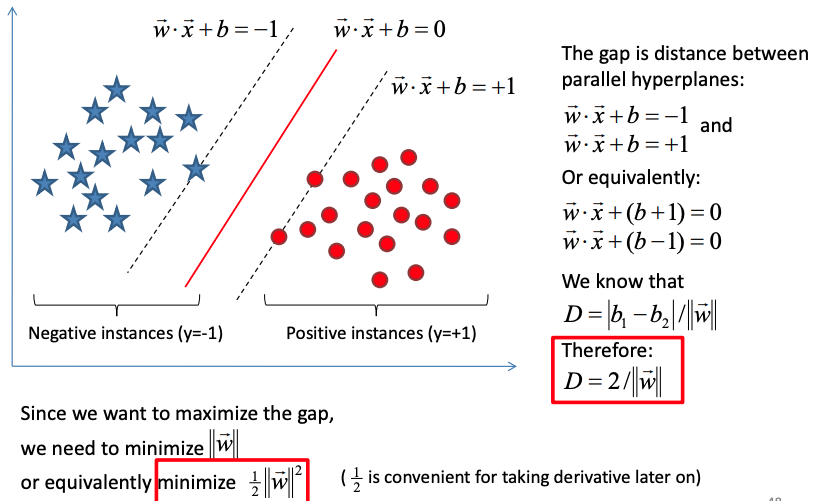 w⃗·x⃗+b=−1
w⃗·x⃗+b=0
w⃗·x⃗+b=+1
Negative instances (y=-1)
Positive instances (y=+1)
The gap is distance between
parallel hyperplanes:
w⃗·x⃗+b=−1
and
w⃗·x⃗+b=+1
Or equivalently:
w⃗·x⃗+(b+1)=0
w⃗·x⃗+(b−1)=0
We know that
D=|b₁−b₂|/‖w⃗‖
Therefore:
D=2/‖w⃗‖
Since we want to maximize the gap,
we need to minimize ‖w⃗‖
or equivalently minimize ½‖w⃗‖² (½ is convenient for taking derivative later on)